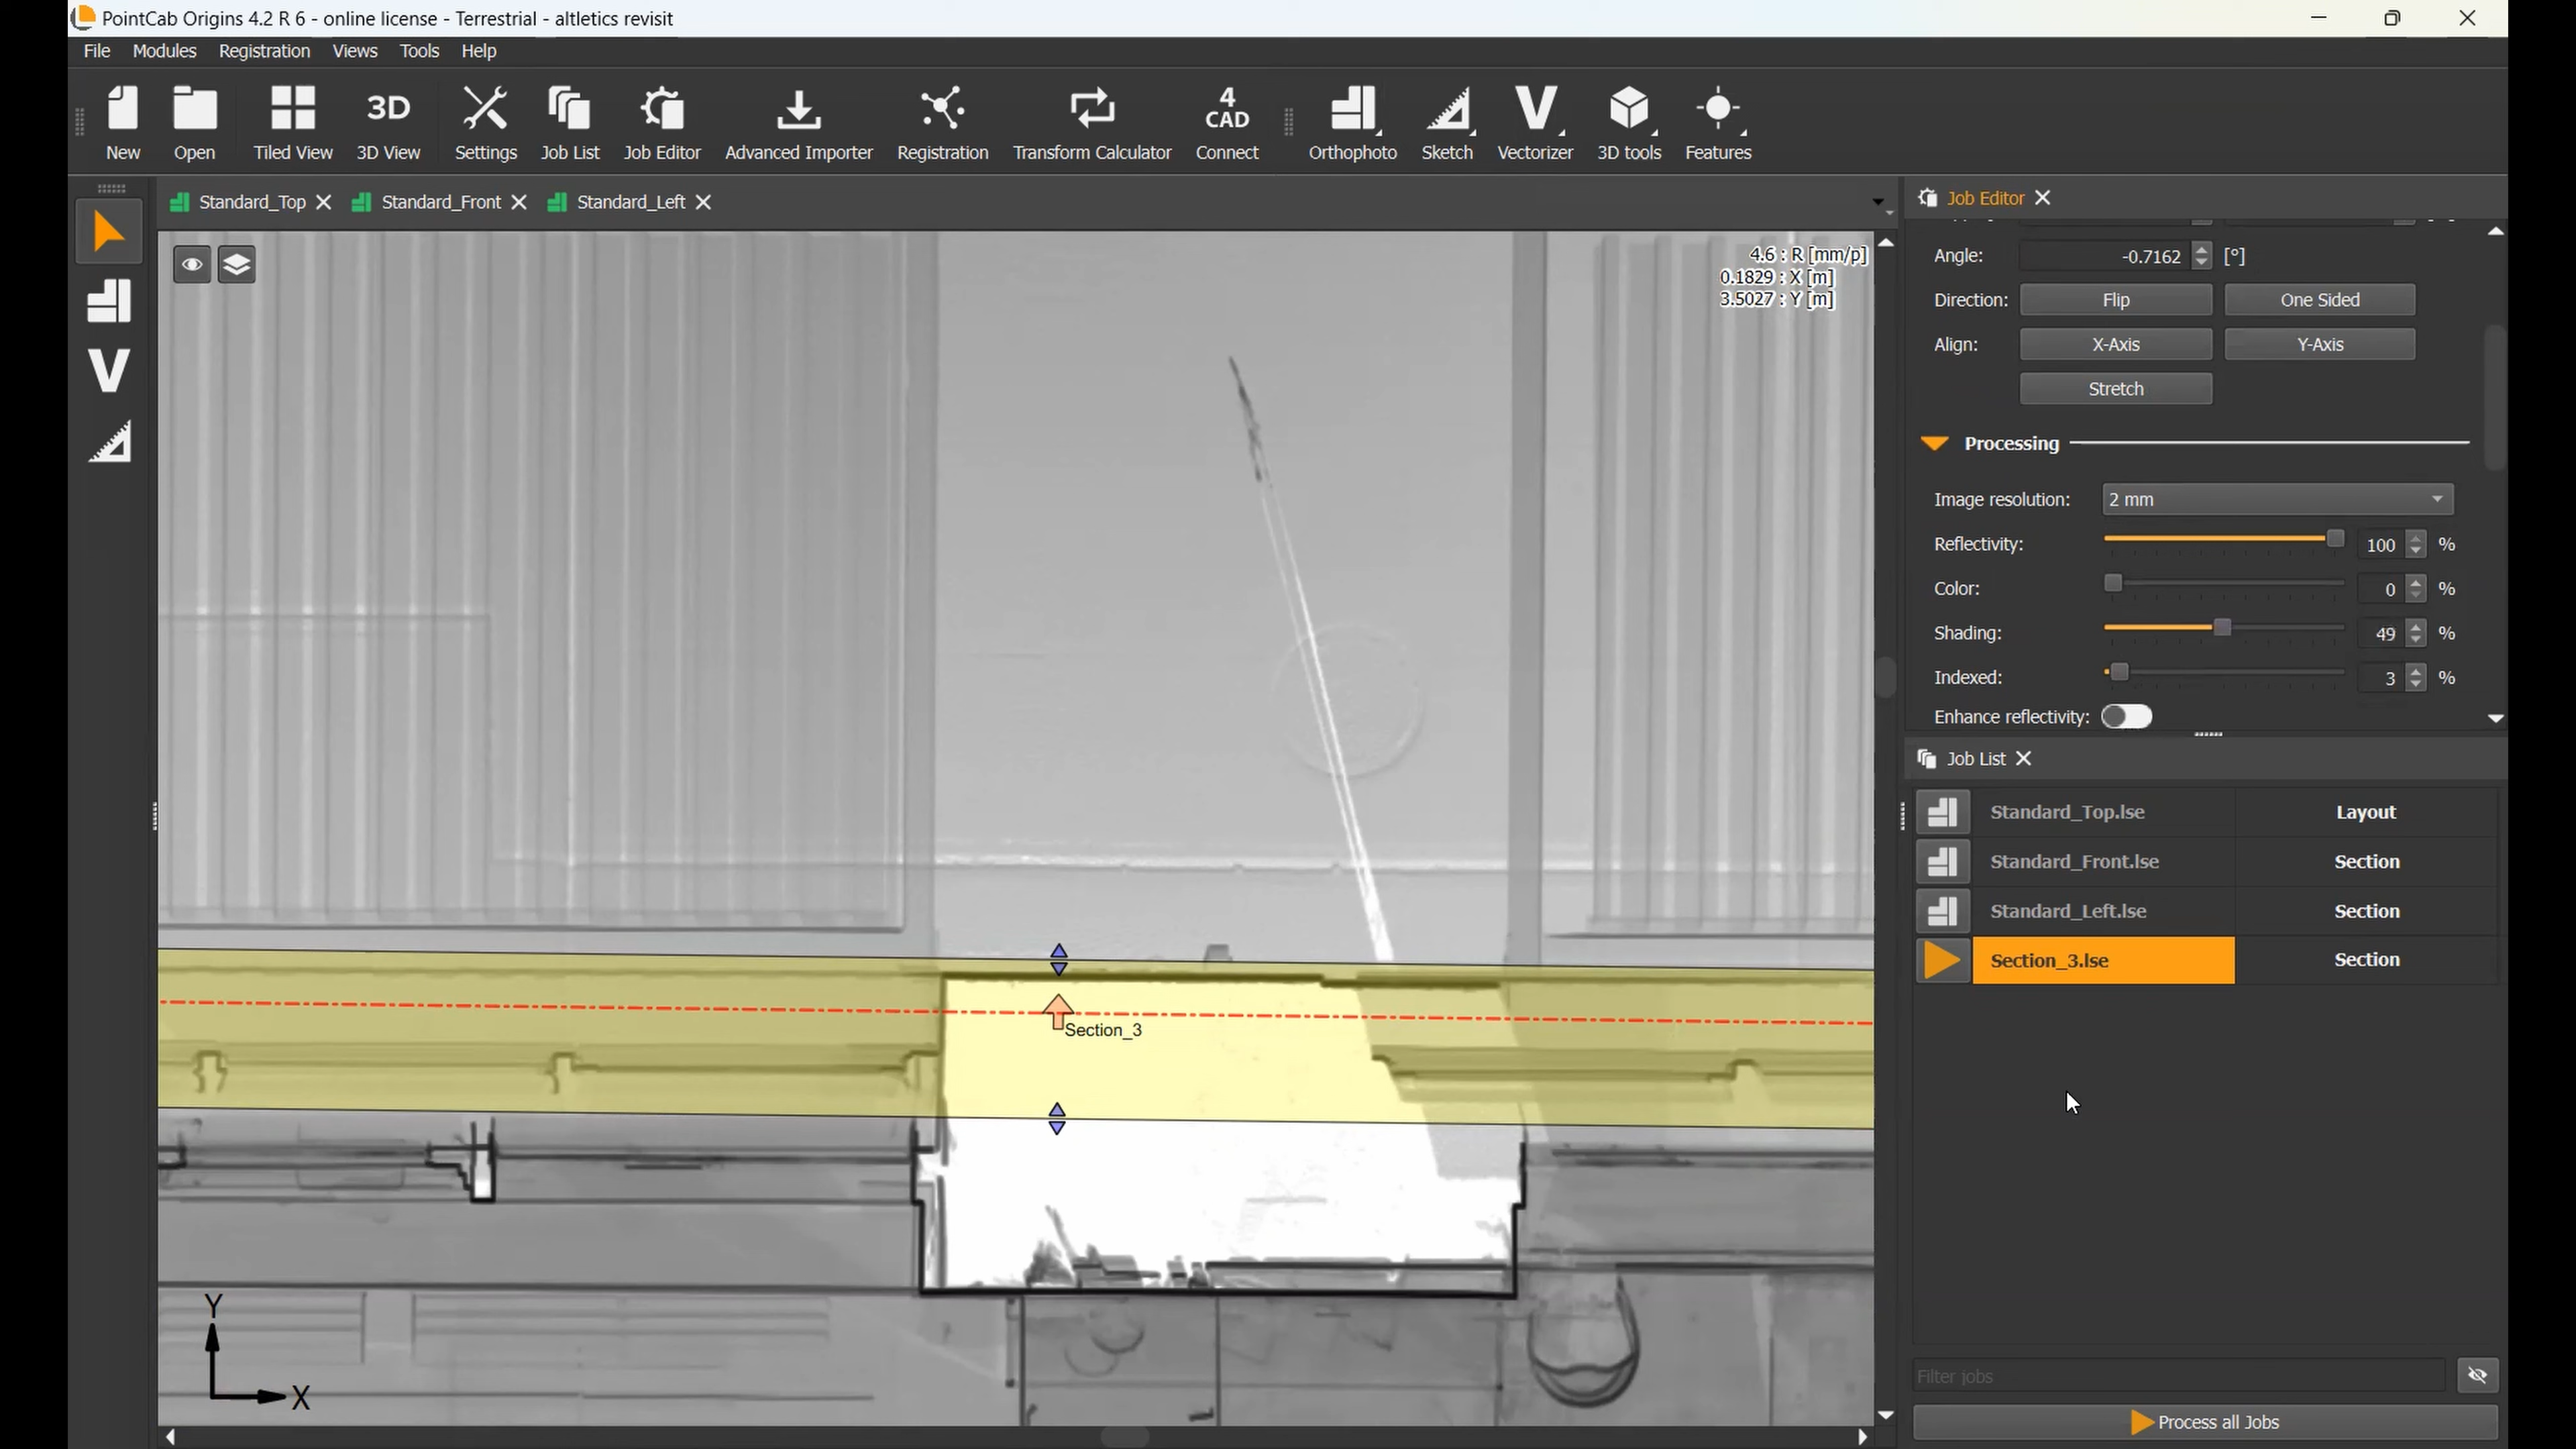 PointCab Origins 4.2 R 6 - online license - Terrestrial - altletics revisit
File Modules Registration Views Tools Help
3D
4
CAD
New Open Tiled View 3D View Settings Job List Job Editor Advanced Importer Registration Transform Calculator Connect Orthophoto Sketch Vectorizer 3D tools Features
Standard_Top Standard_Front Standard_Left
4.6 : R [mm/p]
0.1829 : X [m]
3.5027 : Y [m]
Section_3
Y
X
Job Editor
Angle: -0.7162 [°]
Direction: Flip One Sided
Align: X-Axis Y-Axis
Stretch
Processing
Image resolution: 2 mm
Reflectivity: 100 %
Color: 0 %
Shading: 49 %
Indexed: 3 %
Enhance reflectivity:
Job List
Standard_Top.lse Layout
Standard_Front.lse Section
Standard_Left.lse Section
Section_3.lse Section
Filter jobs
Process all Jobs